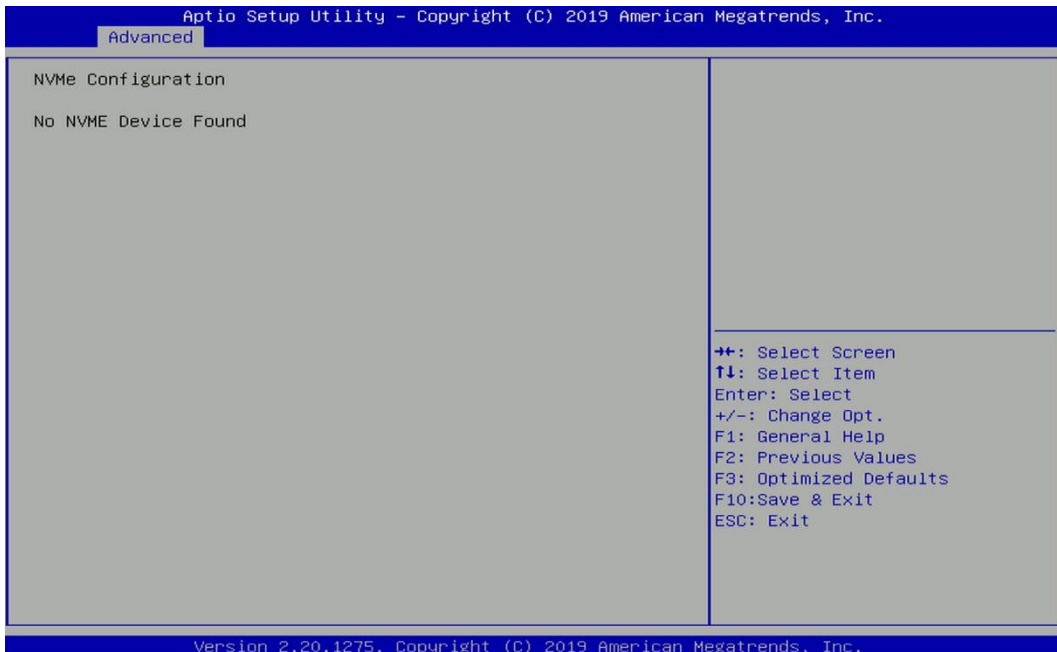 Aptio Setup Utility – Copyright (C) 2019 American Megatrends, Inc.
Advanced
NVMe Configuration
No NVME Device Found
→←: Select Screen
↑↓: Select Item
Enter: Select
+/-: Change Opt.
F1: General Help
F2: Previous Values
F3: Optimized Defaults
F10:Save & Exit
ESC: Exit
Version 2.20.1275. Copyright (C) 2019 American Megatrends, Inc.